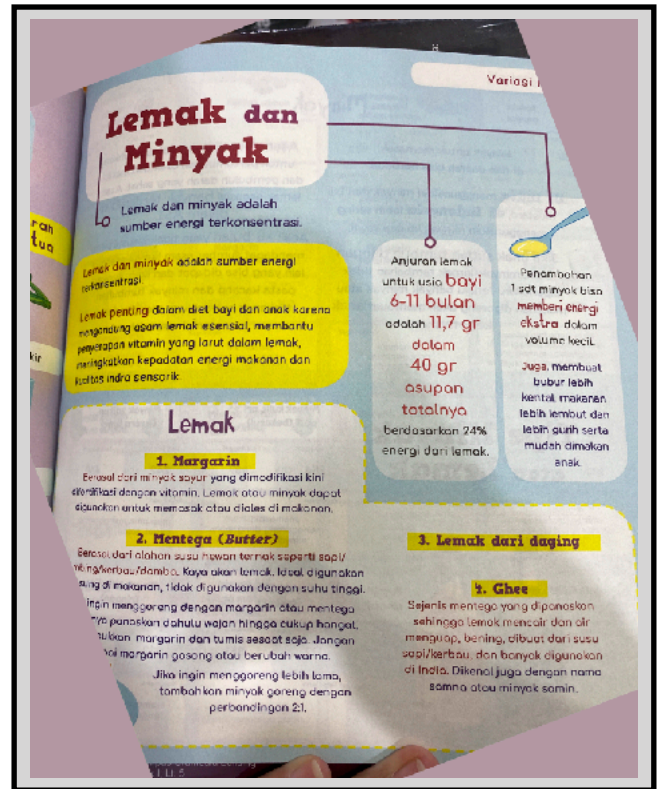 8
Variasi
Lemak dan
Minyak
Lemak dan minyak adalah
sumber energi terkonsentrasi.
Lemak dan minyak adalah sumber energi
terkonsentrasi.
Lemak penting dalam diet bayi dan anak karena
mengandung asam lemak esensial, membantu
penyerapan vitamin yang larut dalam lemak,
meningkatkan kepadatan energi makanan dan
kualitas indra sensorik.
Anjuran lemak
untuk usia bayi
6-11 bulan
adalah 11,7 gr
dalam
40 gr
asupan
totalnya
berdasarkan 24%
energi dari lemak.
Penambahan
1 sdt minyak bisa
memberi energi
ekstra dalam
volume kecil.
Juga, membuat
bubur lebih
kental, makanan
lebih lembut dan
lebih gurih serta
mudah dimakan
anak.
Lemak
1. Margarin
Berasal dari minyak sayur yang dimodifikasi kini
difortifikasi dengan vitamin. Lemak atau minyak dapat
digunakan untuk memasak atau dioles di makanan.
2. Mentega (Butter)
Berasal dari olahan susu hewan ternak seperti sapi/
/kerbau/domba. Kaya akan lemak. Ideal digunakan
di makanan, tidak digunakan dengan suhu tinggi.
ingin menggoreng dengan margarin atau mentega
panaskan dahulu wajan hingga cukup hangat,
margarin dan tumis sesaat saja. Jangan
margarin gosong atau berubah warna.
Jika ingin menggoreng lebih lama,
tambahkan minyak goreng dengan
perbandingan 2:1.
3. Lemak dari daging
4. Ghee
Sejenis mentega yang dipanaskan
sehingga lemak mencair dan air
menguap, bening, dibuat dari susu
sapi/kerbau, dan banyak digunakan
di India. Dikenal juga dengan nama
samna atau minyak samin.